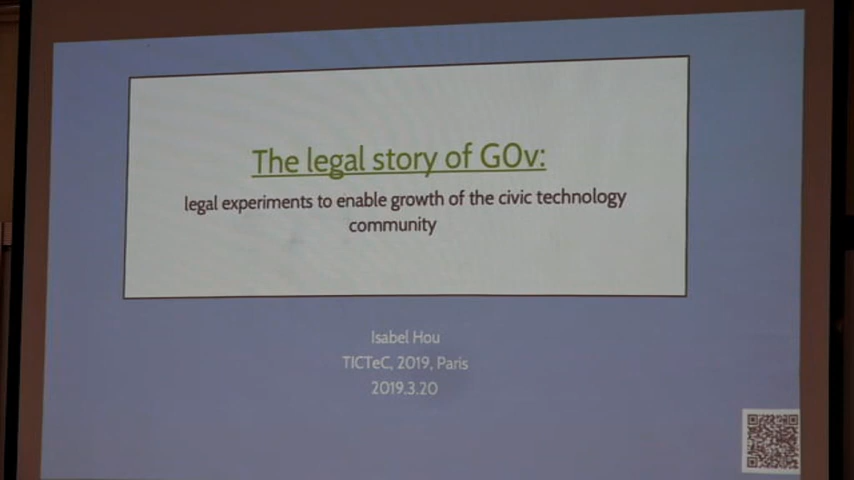 The legal story of G0v:
legal experiments to enable growth of the civic technology
community
Isabel Hou
TICTeC, 2019, Paris
2019.3.20